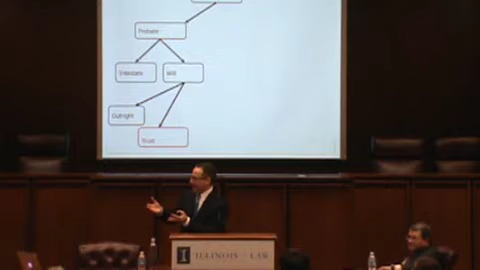 Probate
Intestate
Will
Outright
Trust
I ILLINOIS LAW